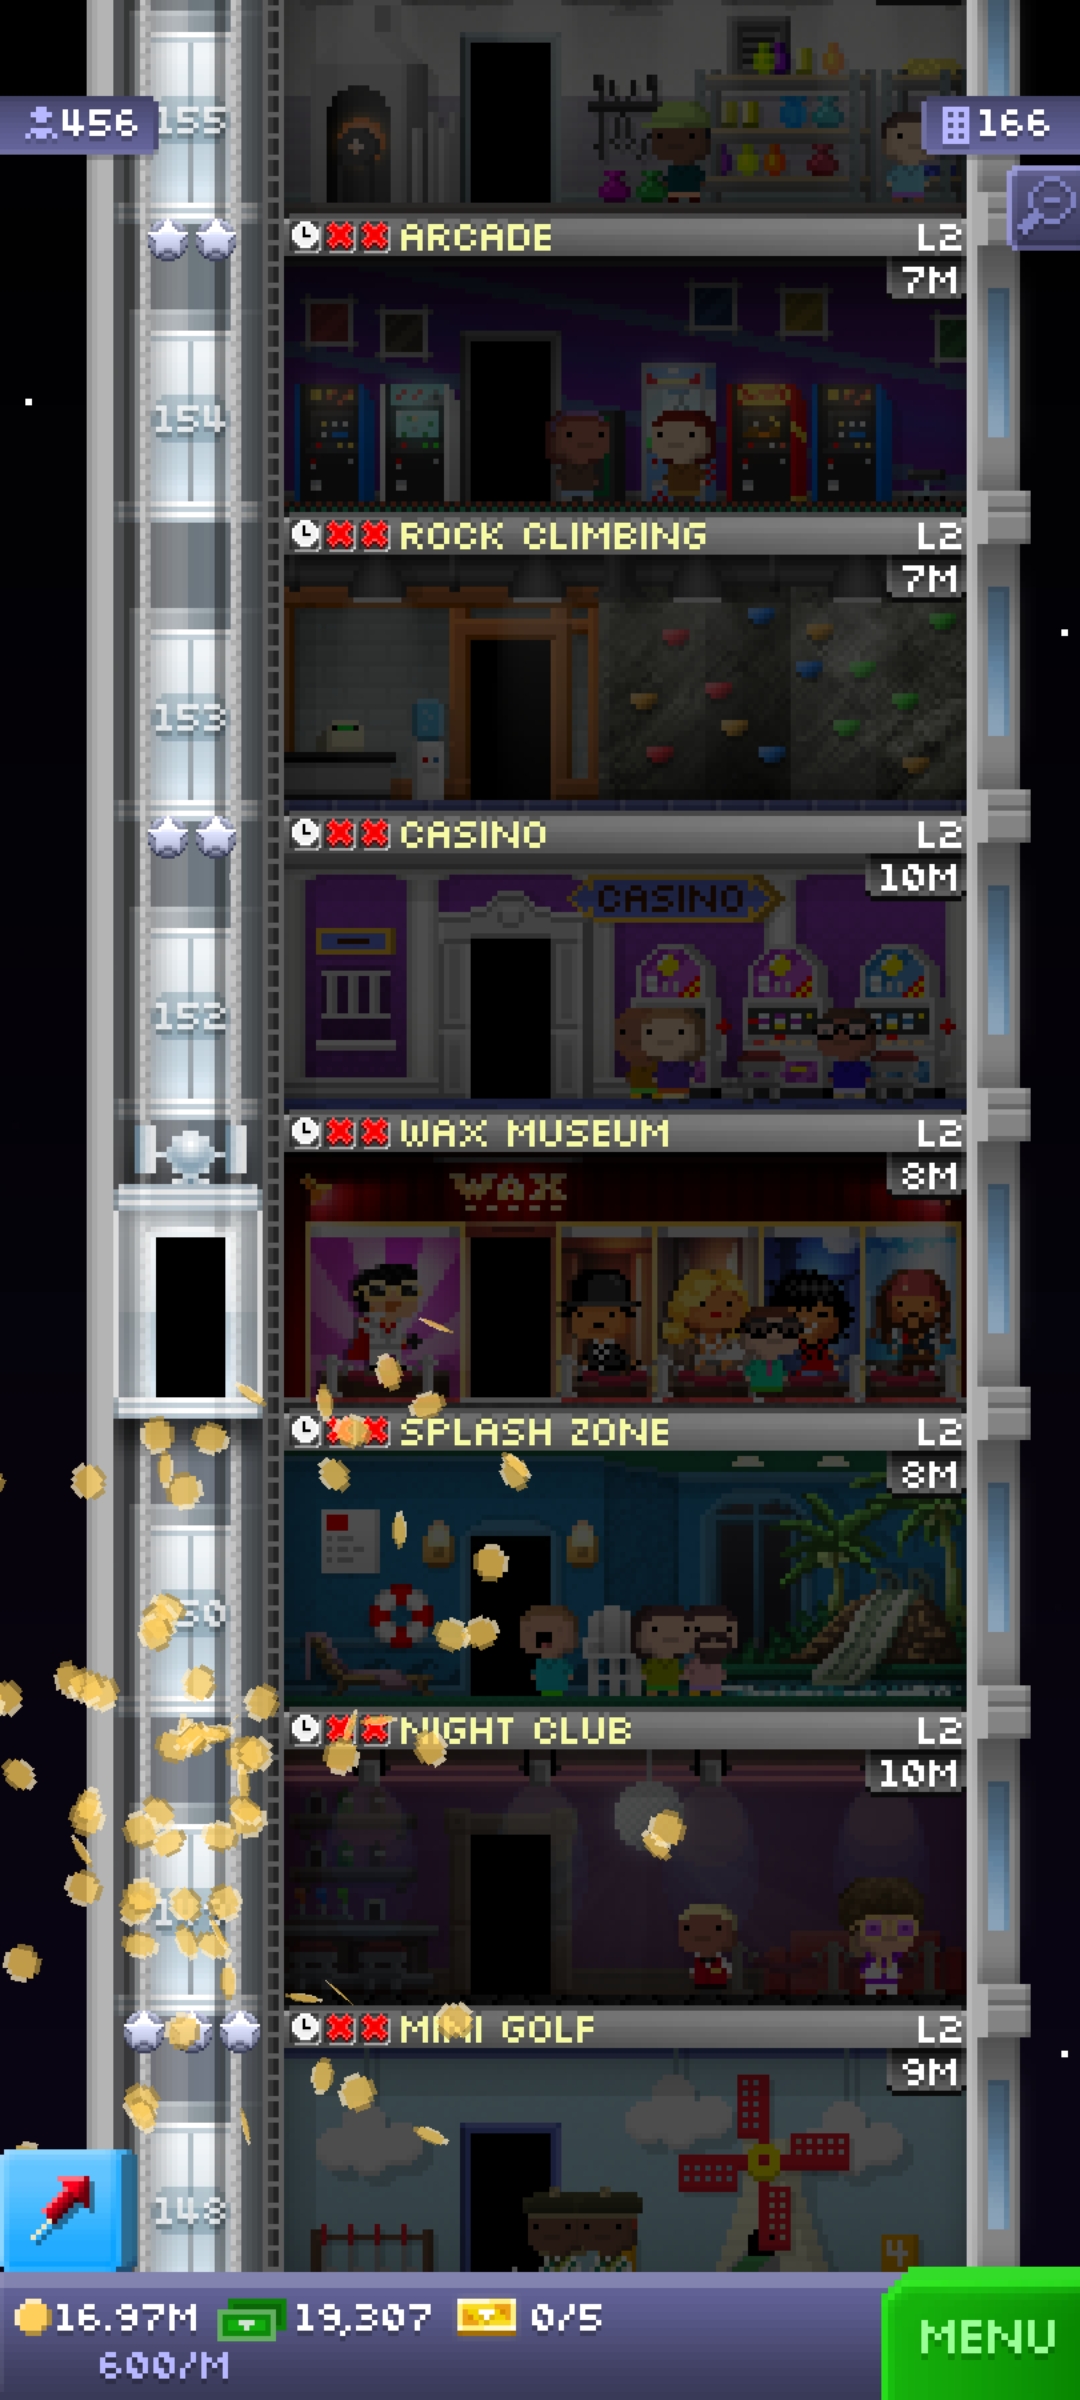 456
155
166
ARCADE L2
7M
154
ROCK CLIMBING L2
7M
153
CASINO L2
10M
CASINO
152
WAX MUSEUM L2
8M
WAX
SPLASH ZONE L2
8M
NIGHT CLUB L2
10M
MINI GOLF L2
9M
148
4
16.97M 19,307 0/5
600/M
MENU